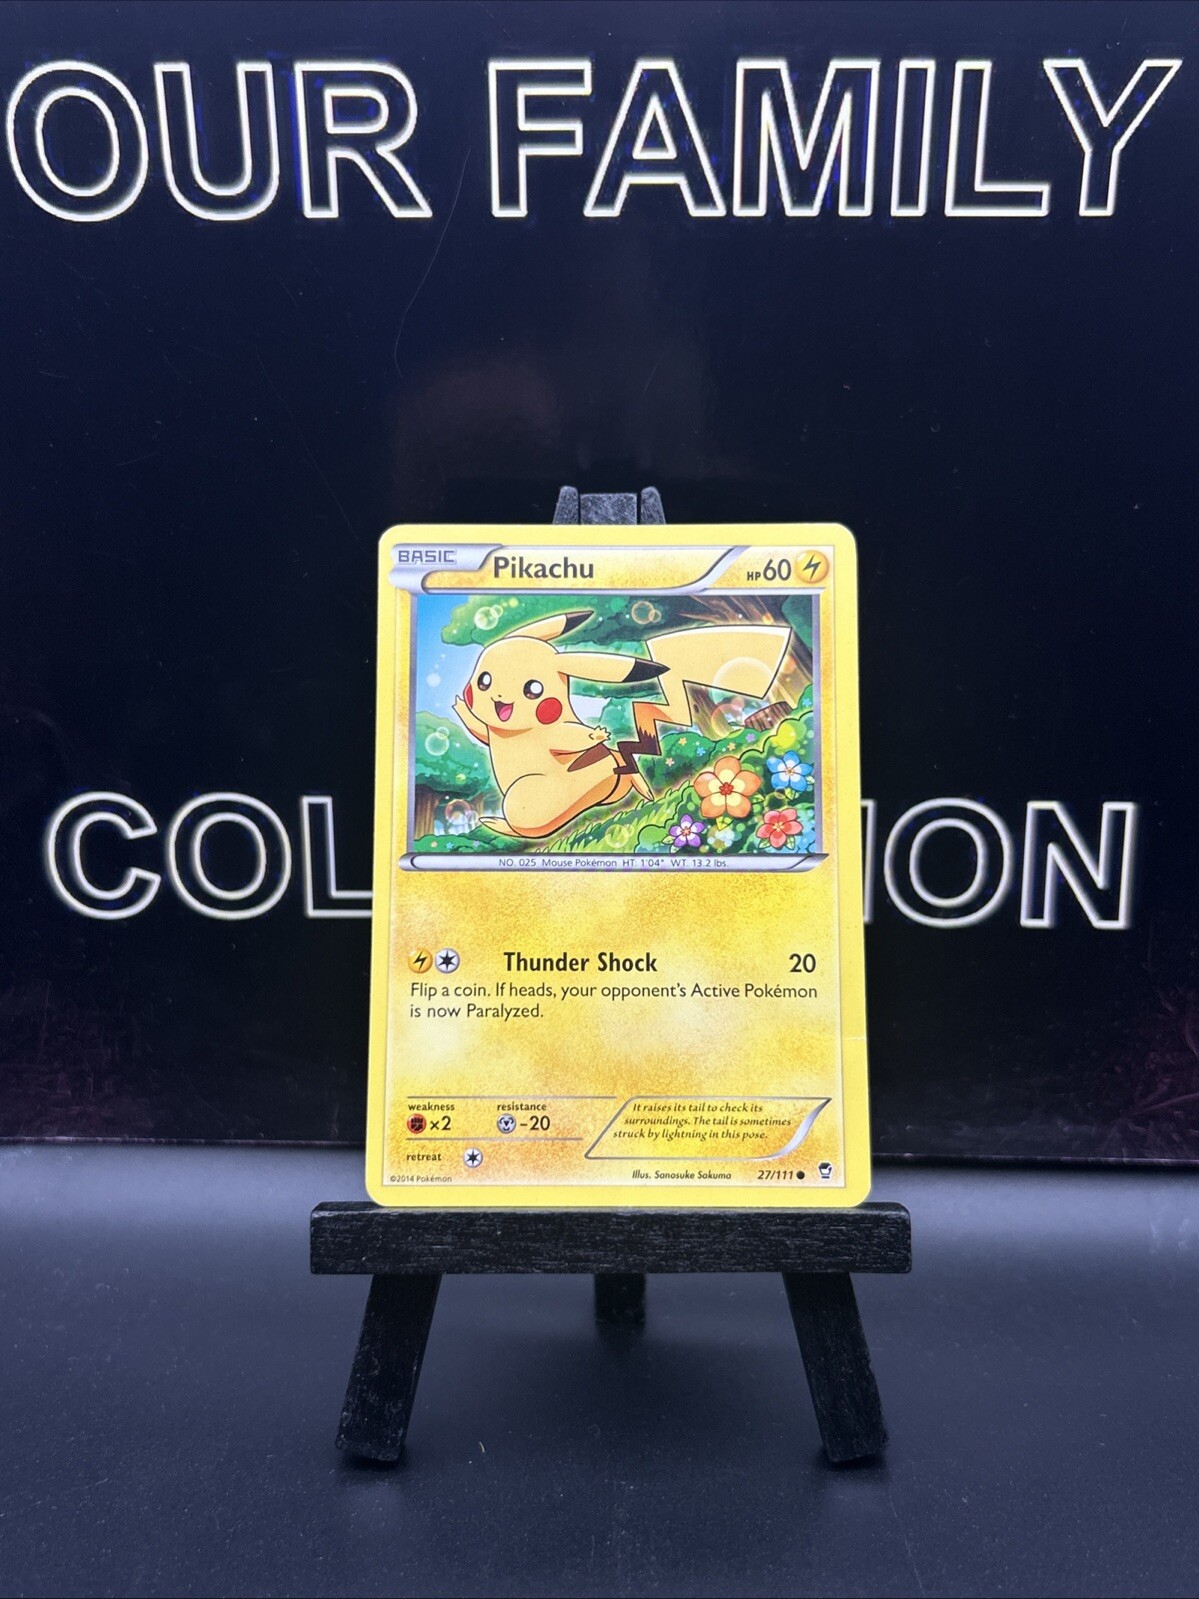 OUR FAMILY
COL ION
BASIC Pikachu HP60
NO. 025 Mouse Pokémon HT: 1'04" WT. 13.2 lbs.
Thunder Shock 20
Flip a coin. If heads, your opponent's Active Pokémon
is now Paralyzed.
weakness resistance
×2 -20
It raises its tail to check its
surroundings. The tail is sometimes
struck by lightning in this pose.
retreat
Illus. Sanosuke Sakuma 27/111
©2014 Pokémon